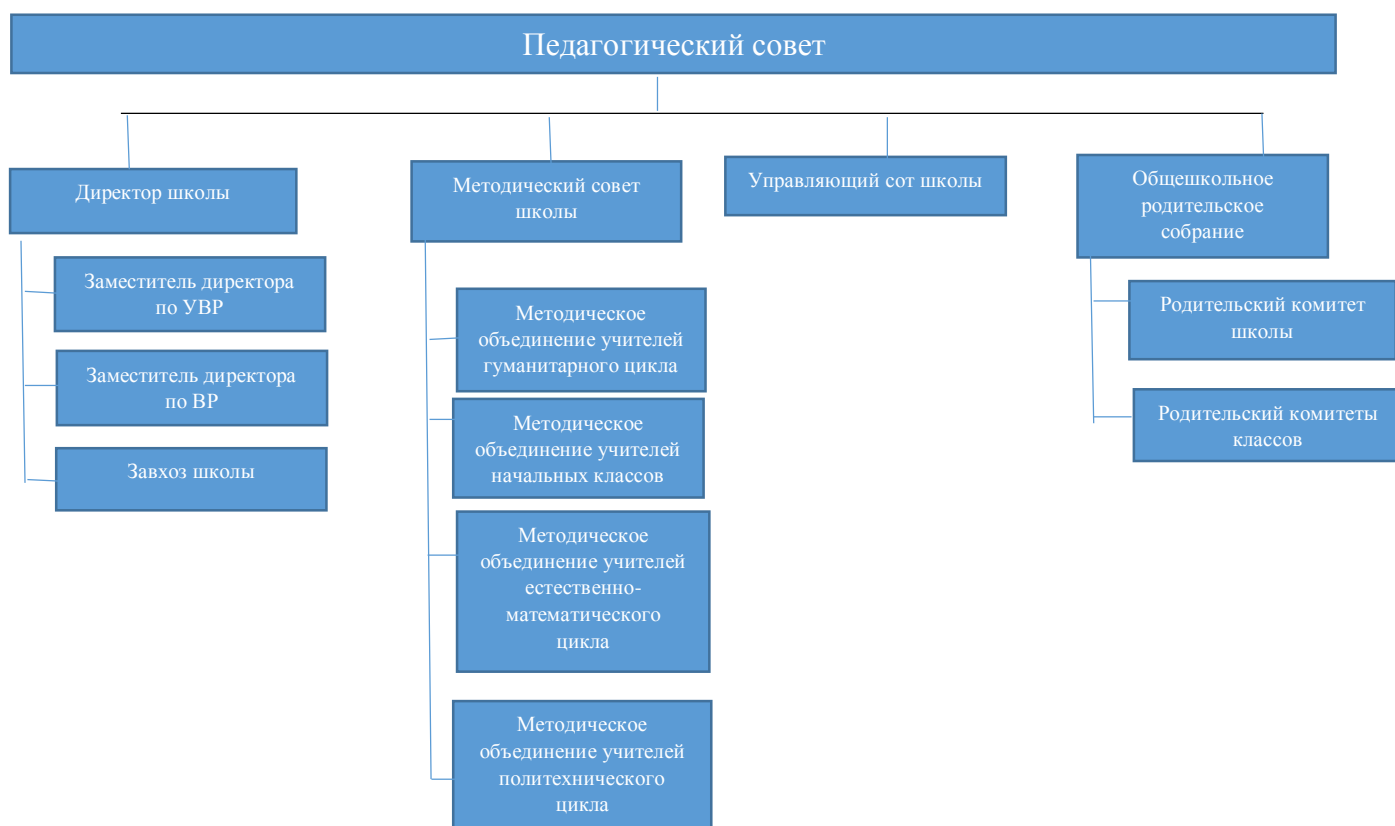 Педагогический совет
Директор школы
Заместитель директора
по УВР
Заместитель директора
по ВР
Завхоз школы
Методический совет
школы
Методическое
объединение учителей
гуманитарного цикла
Методическое
объединение учителей
начальных классов
Методическое
объединение учителей
естественно-
математического
цикла
Методическое
объединение учителей
политехнического
цикла
Управляющий сот школы
Общешкольное
родительское
собрание
Родительский комитет
школы
Родительский комитеты
классов